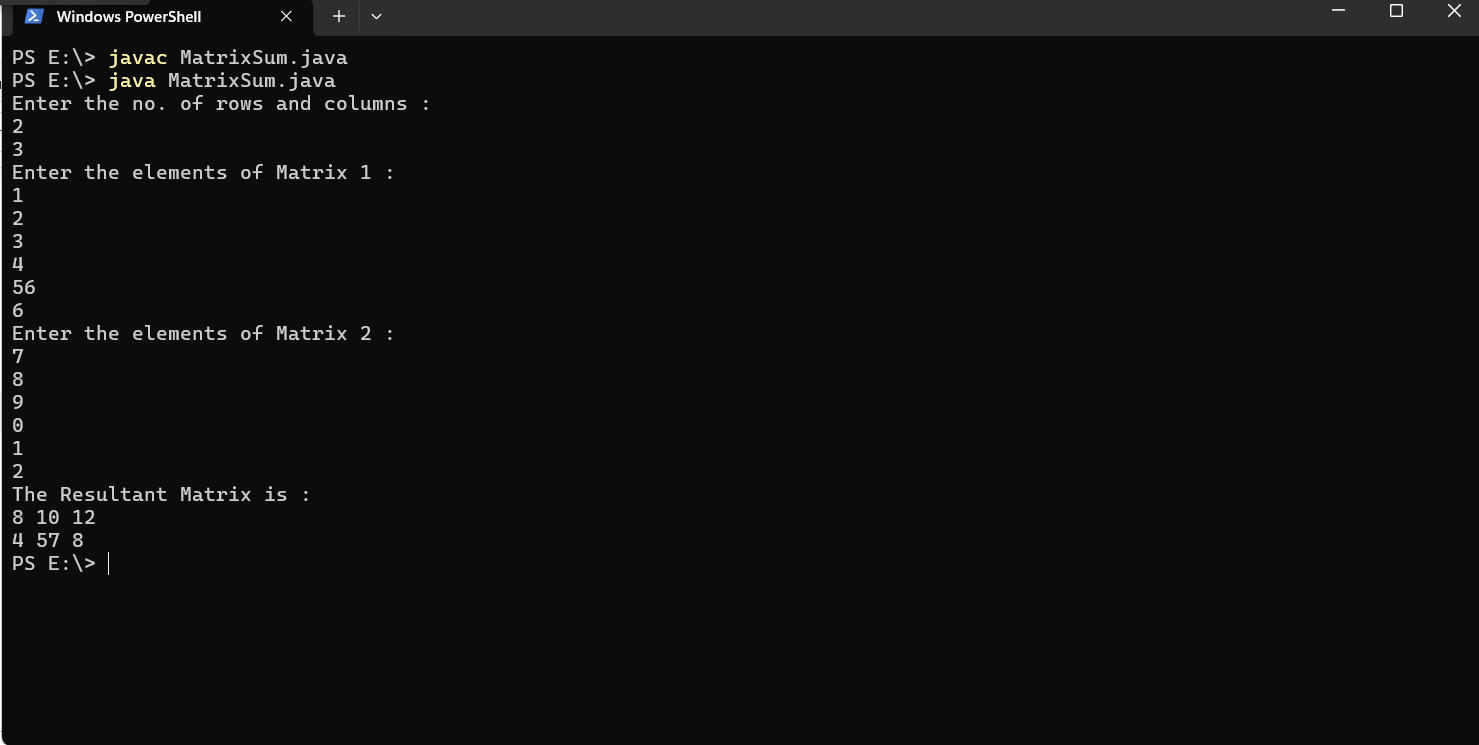 Windows PowerShell
PS E:\> javac MatrixSum.java
PS E:\> java MatrixSum.java
Enter the no. of rows and columns :
2
3
Enter the elements of Matrix 1 :
1
2
3
4
56
6
Enter the elements of Matrix 2 :
7
8
9
0
1
2
The Resultant Matrix is :
8 10 12
4 57 8
PS E:\>